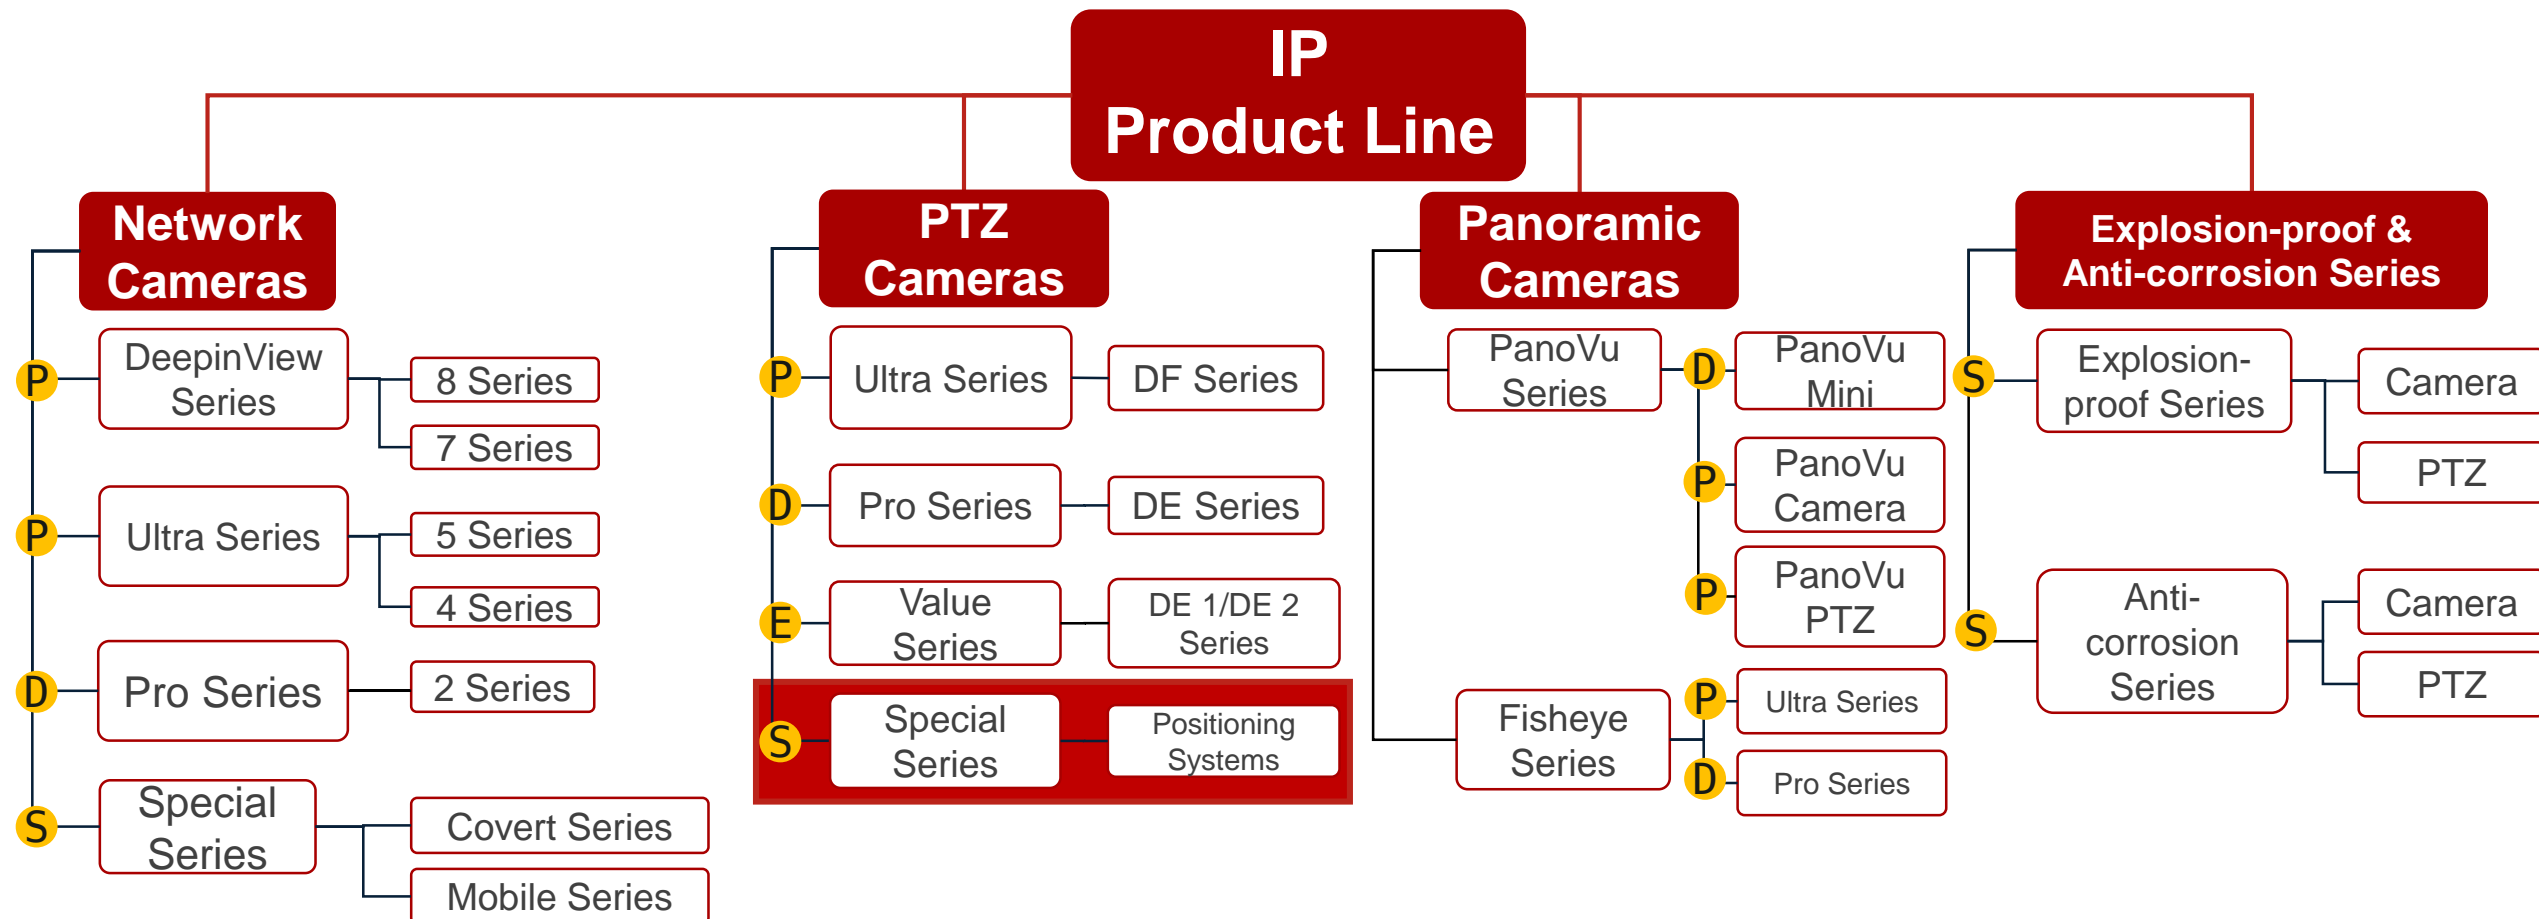 IP
Product Line
Network
Cameras
P
DeepinView
Series
8 Series
7 Series
P
Ultra Series
5 Series
4 Series
D
Pro Series
2 Series
S
Special
Series
Covert Series
Mobile Series
PTZ
Cameras
P
Ultra Series
DF Series
D
Pro Series
DE Series
E
Value
Series
DE 1/DE 2
Series
S
Special
Series
Positioning
Systems
Panoramic
Cameras
PanoVu
Series
D
PanoVu
Mini
P
PanoVu
Camera
P
PanoVu
PTZ
Fisheye
Series
P
Ultra Series
D
Pro Series
Explosion-proof &
Anti-corrosion Series
S
Explosion-
proof Series
Camera
PTZ
S
Anti-
corrosion
Series
Camera
PTZ